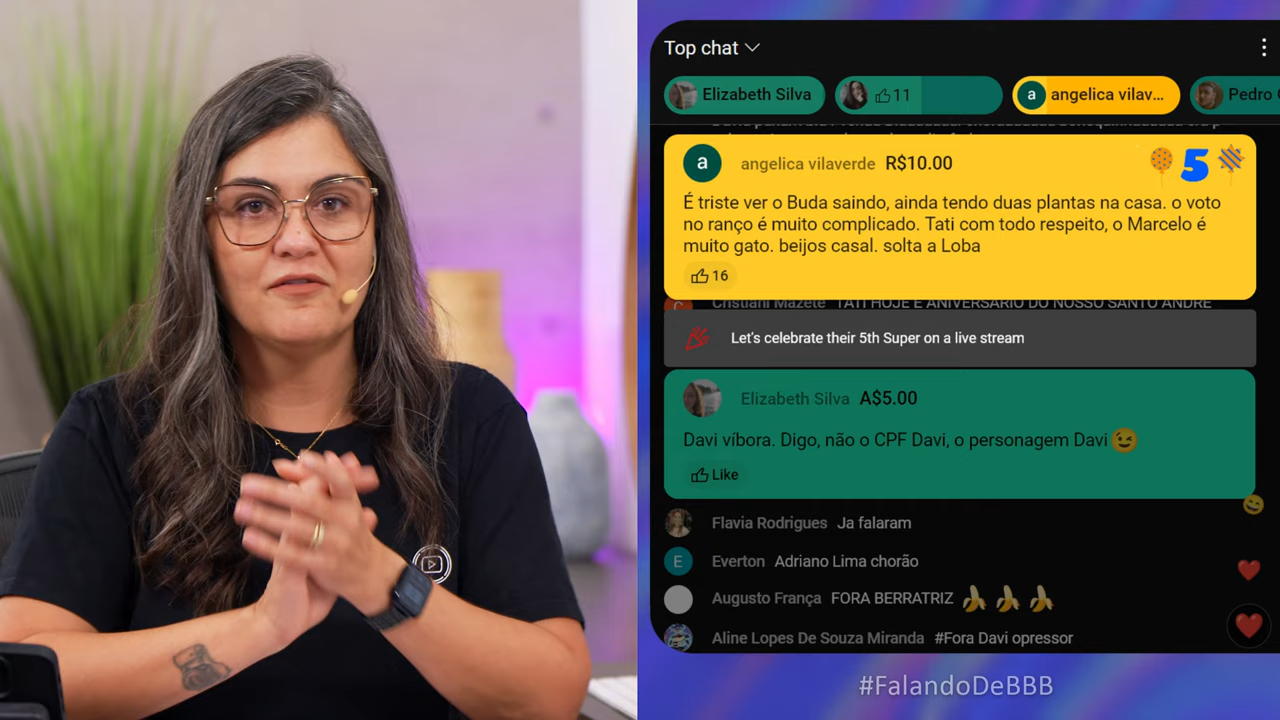 Top chat
Elizabeth Silva
11
a angelica vilav...
Pedro
a angelica vilaverde R$10.00
5
É triste ver o Buda saindo, ainda tendo duas plantas na casa. o voto
no ranço é muito complicado. Tati com todo respeito, o Marcelo é
muito gato. beijos casal. solta a Loba
16
Cristiani Mazete TATI HOJE É ANIVERSÁRIO DO NOSSO SANTO ANDRÉ
Let's celebrate their 5th Super on a live stream
Elizabeth Silva A$5.00
Davi víbora. Digo, não o CPF Davi, o personagem Davi
Like
Flavia Rodrigues Ja falaram
E Everton Adriano Lima chorão
Augusto França FORA BERRATRIZ
Aline Lopes De Souza Miranda #Fora Davi opressor
#FalandoDeBBB